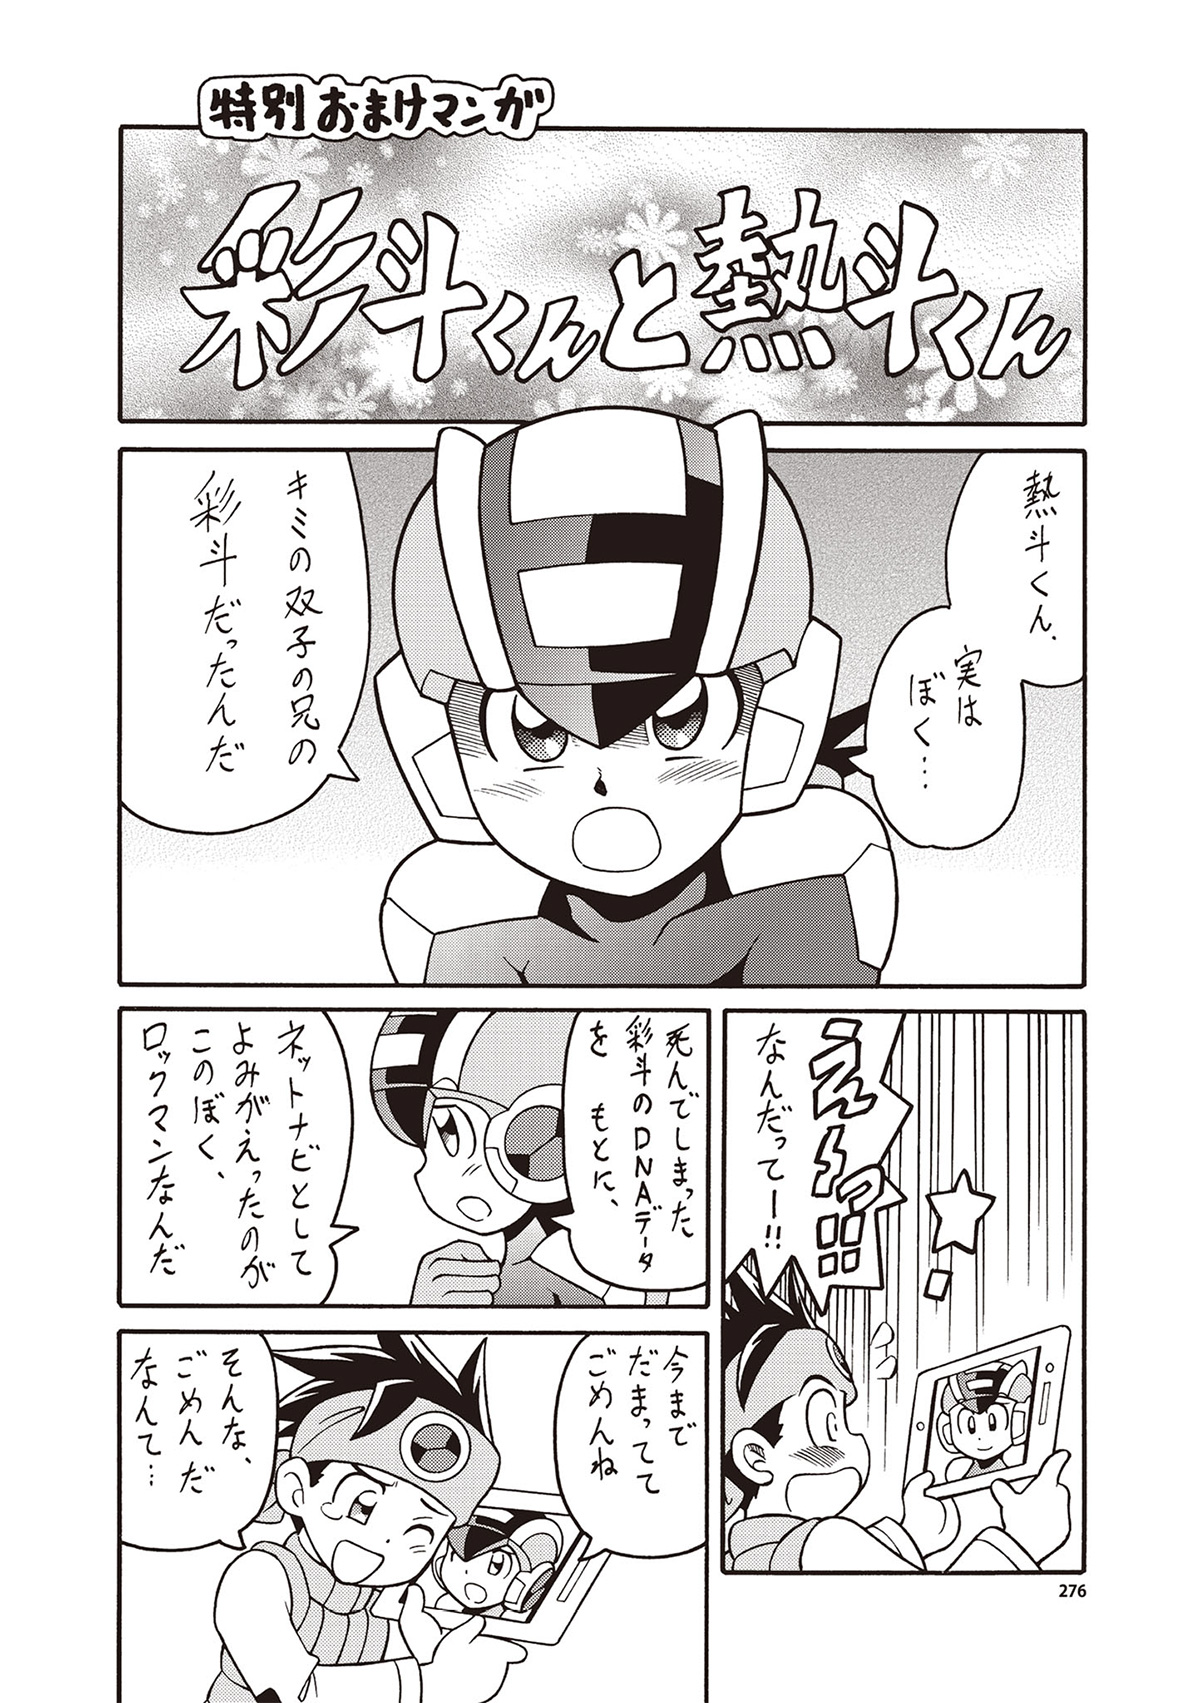 特別おまけマンガ
彩斗くんと熱斗くん
熱斗くん、
実は
ぼく…
キミの双子の兄の
彩斗だったんだ
えーっ!!
なんだってー!!
死んでしまった
彩斗のDNAデータ
を もとに、
ネットナビとして
よみがえったのが
このぼく、
ロックマンなんだ
今まで
だまってて
ごめんね
そんな、
ごめんだ
なんて…
276